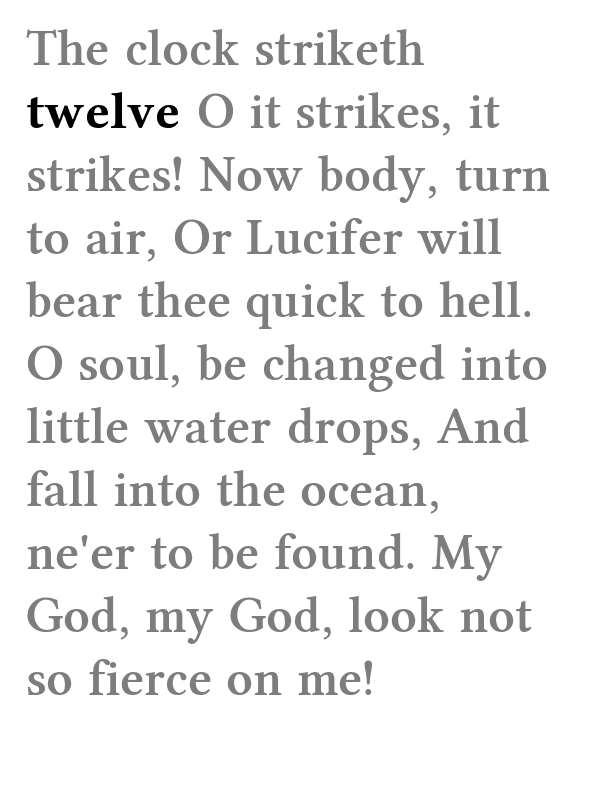 The clock striketh
twelve O it strikes, it
strikes! Now body, turn
to air, Or Lucifer will
bear thee quick to hell.
O soul, be changed into
little water drops, And
fall into the ocean,
ne'er to be found. My
God, my God, look not
so fierce on me!